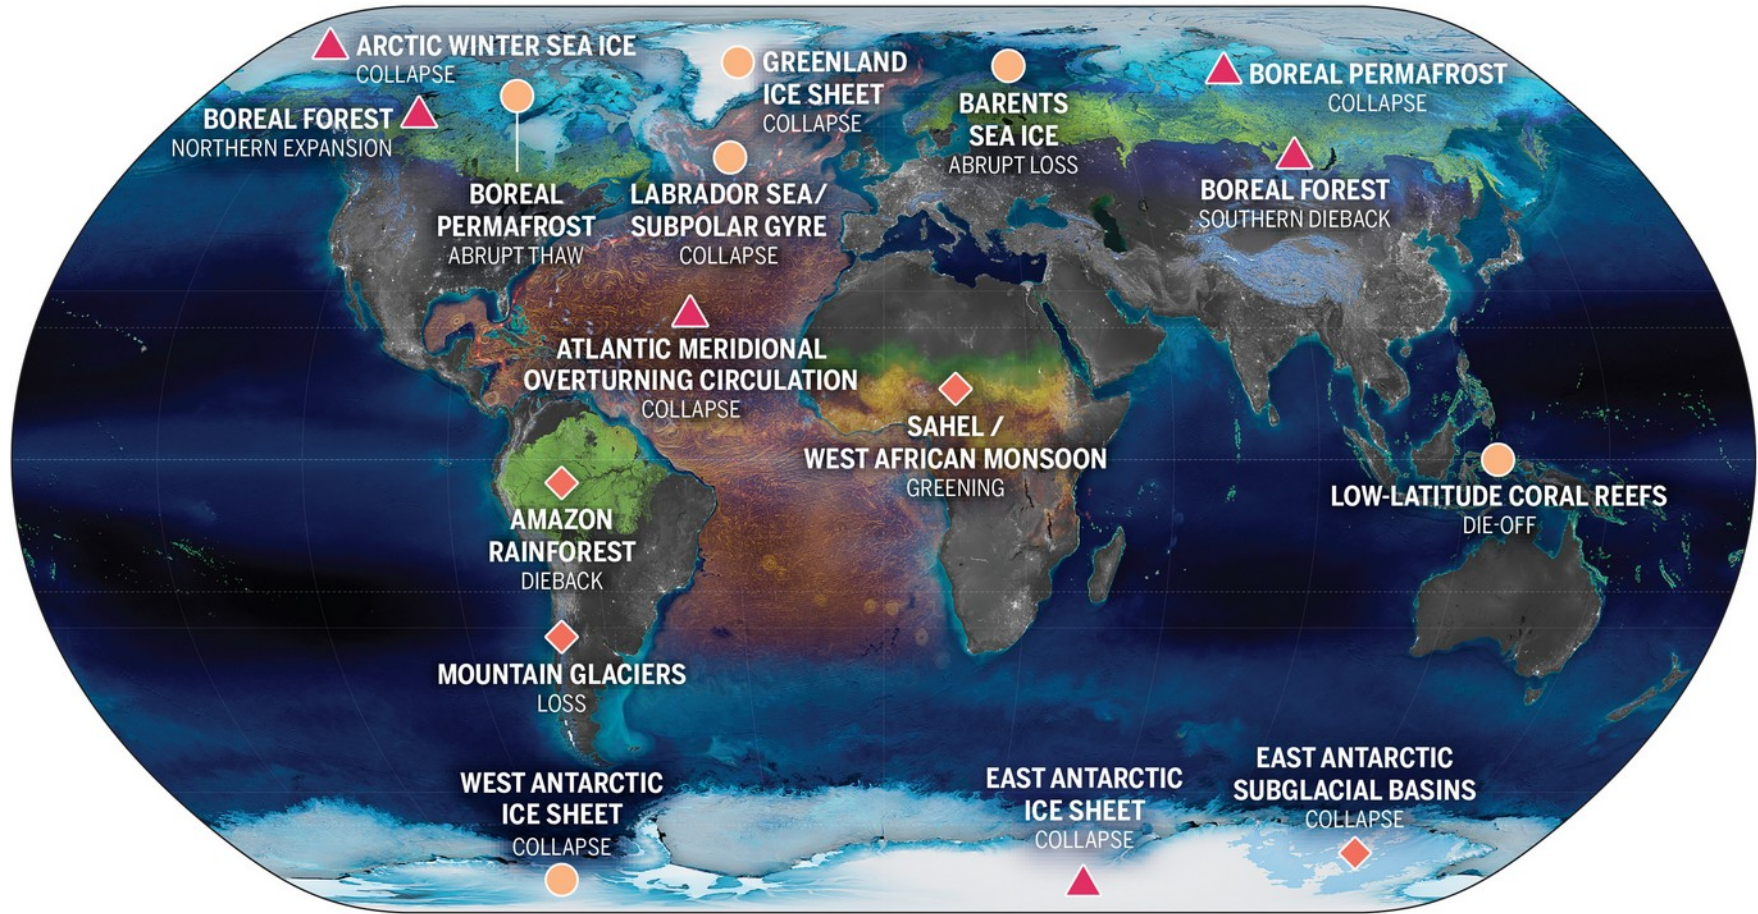 ARCTIC WINTER SEA ICE
COLLAPSE
GREENLAND
ICE SHEET
COLLAPSE
BARENTS
SEA ICE
ABRUPT LOSS
BOREAL PERMAFROST
COLLAPSE
BOREAL FOREST
NORTHERN EXPANSION
BOREAL
PERMAFROST
ABRUPT THAW
LABRADOR SEA/
SUBPOLAR GYRE
COLLAPSE
BOREAL FOREST
SOUTHERN DIEBACK
ATLANTIC MERIDIONAL
OVERTURNING CIRCULATION
COLLAPSE
SAHEL /
WEST AFRICAN MONSOON
GREENING
LOW-LATITUDE CORAL REEFS
DIE-OFF
AMAZON
RAINFOREST
DIEBACK
MOUNTAIN GLACIERS
LOSS
WEST ANTARCTIC
ICE SHEET
COLLAPSE
EAST ANTARCTIC
ICE SHEET
COLLAPSE
EAST ANTARCTIC
SUBGLACIAL BASINS
COLLAPSE